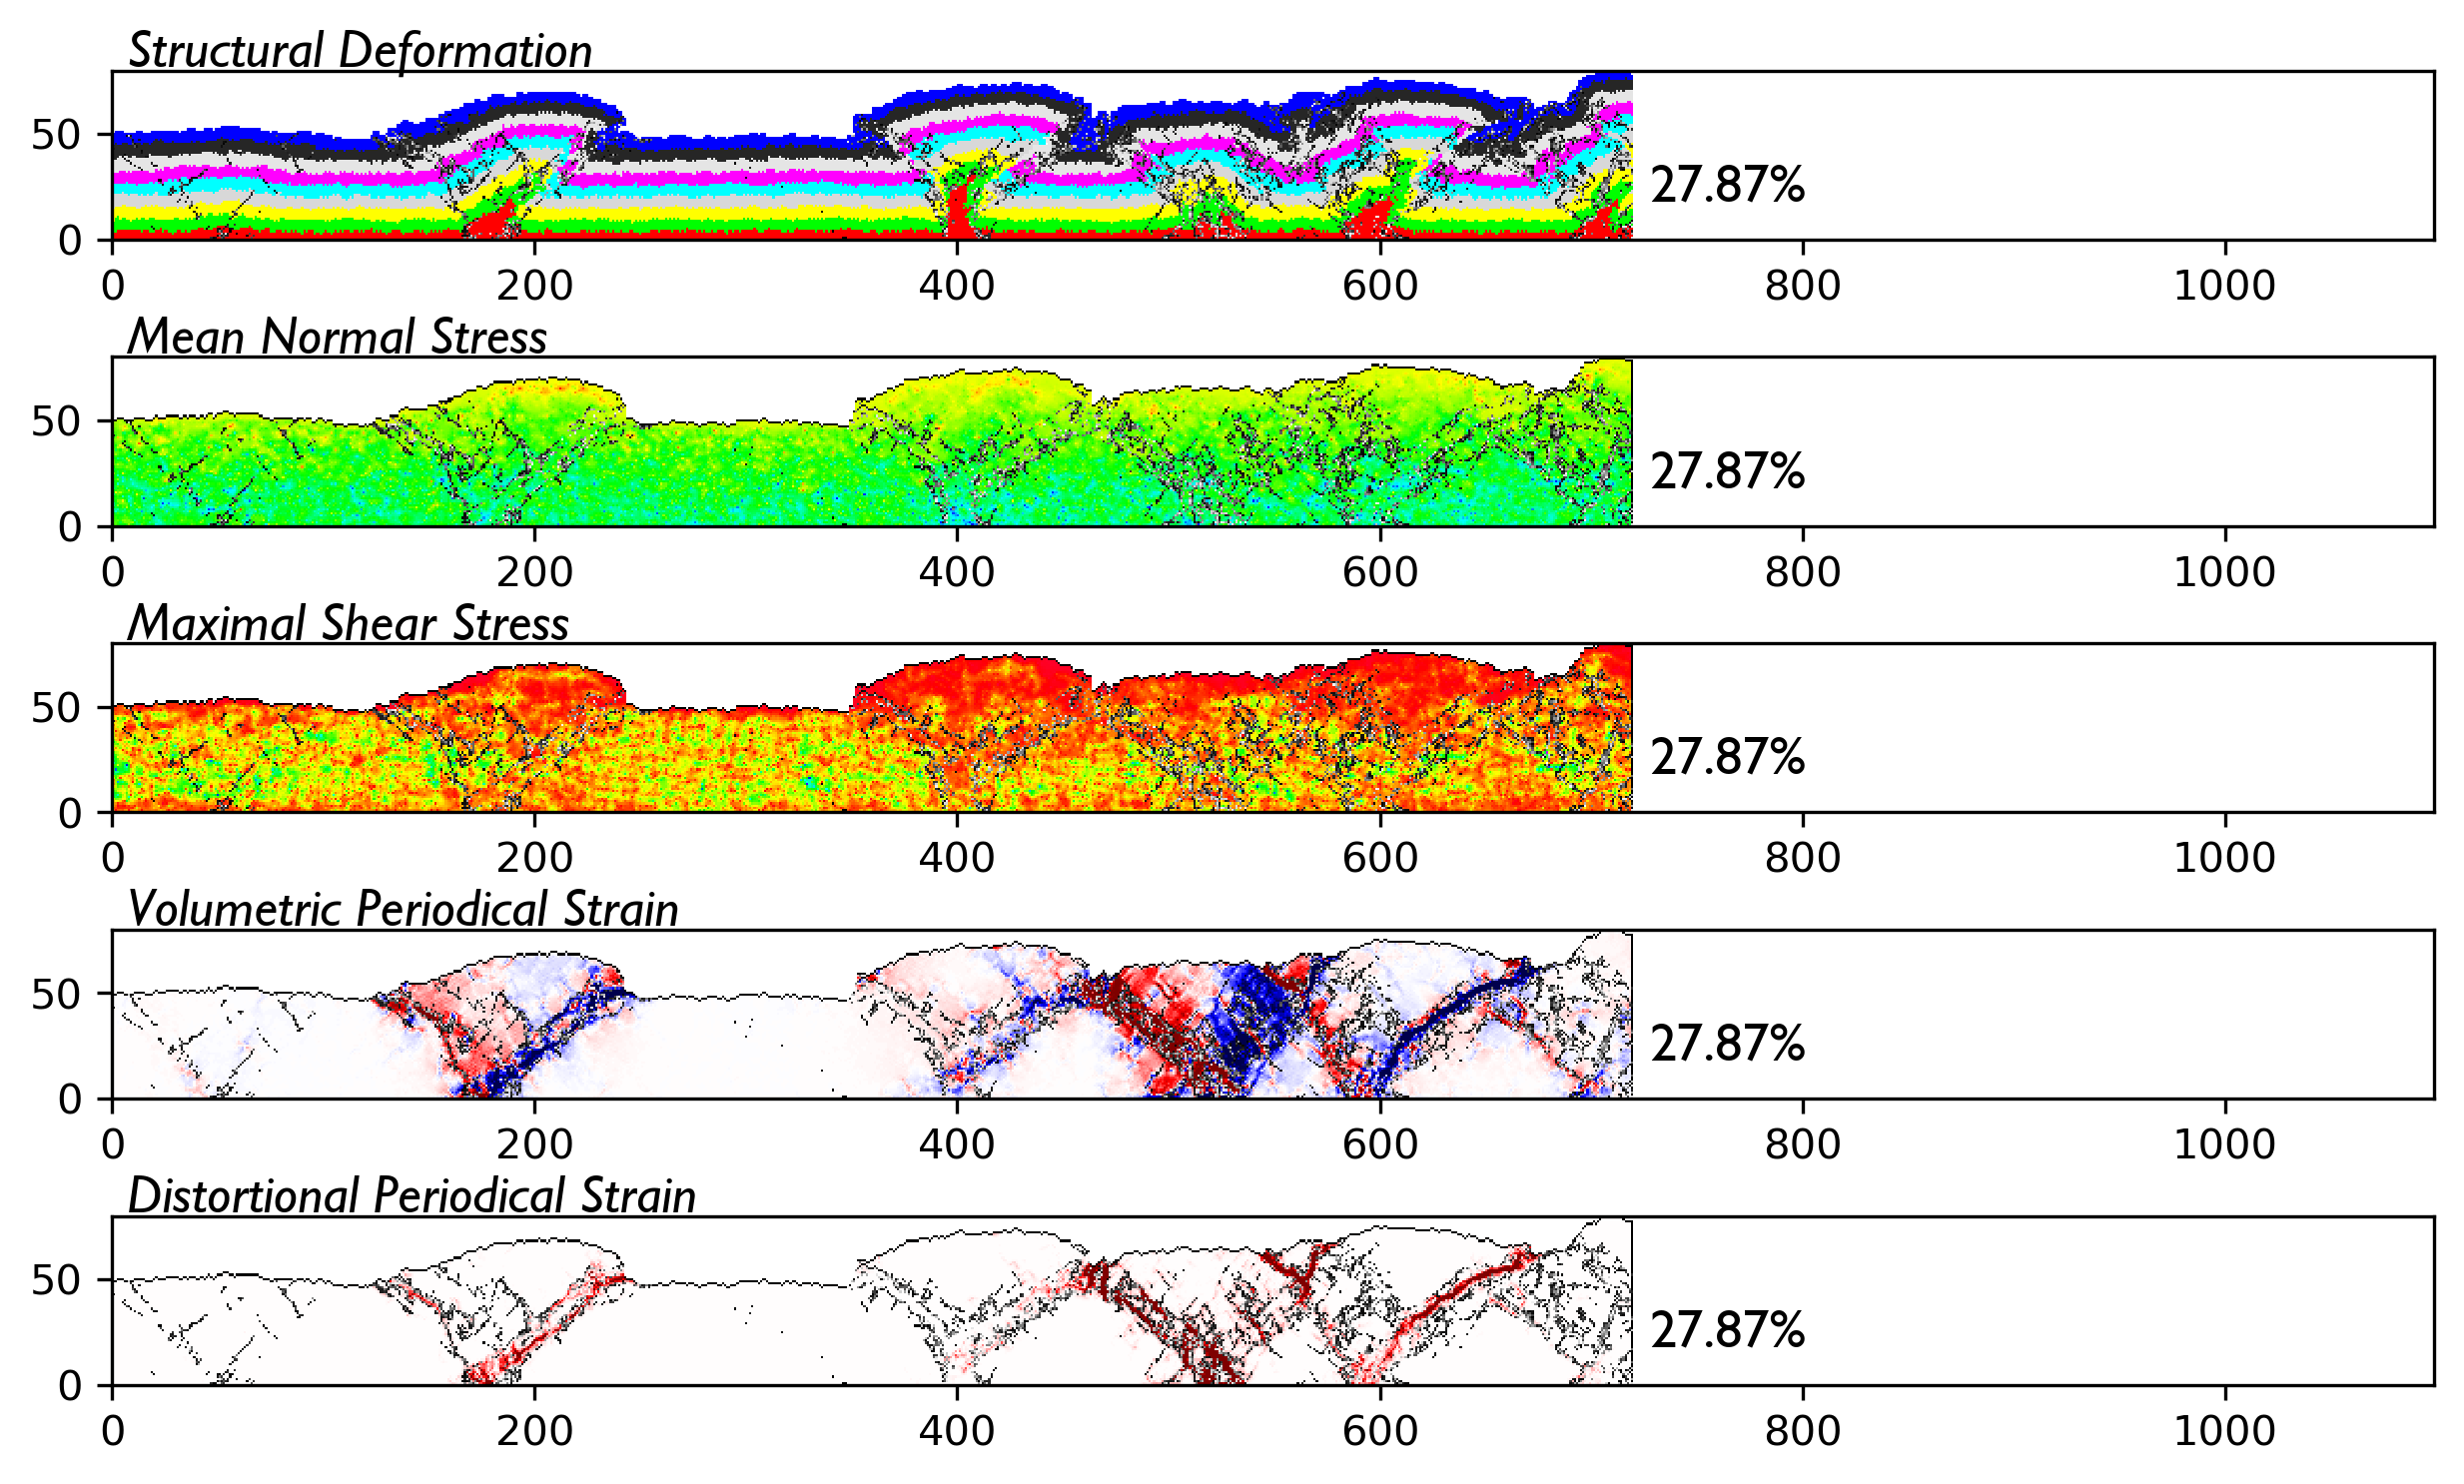 Structural Deformation
50
0
27.87%
0 200 400 600 800 1000
Mean Normal Stress
50
0
27.87%
0 200 400 600 800 1000
Maximal Shear Stress
50
0
27.87%
0 200 400 600 800 1000
Volumetric Periodical Strain
50
0
27.87%
0 200 400 600 800 1000
Distortional Periodical Strain
50
0
27.87%
0 200 400 600 800 1000